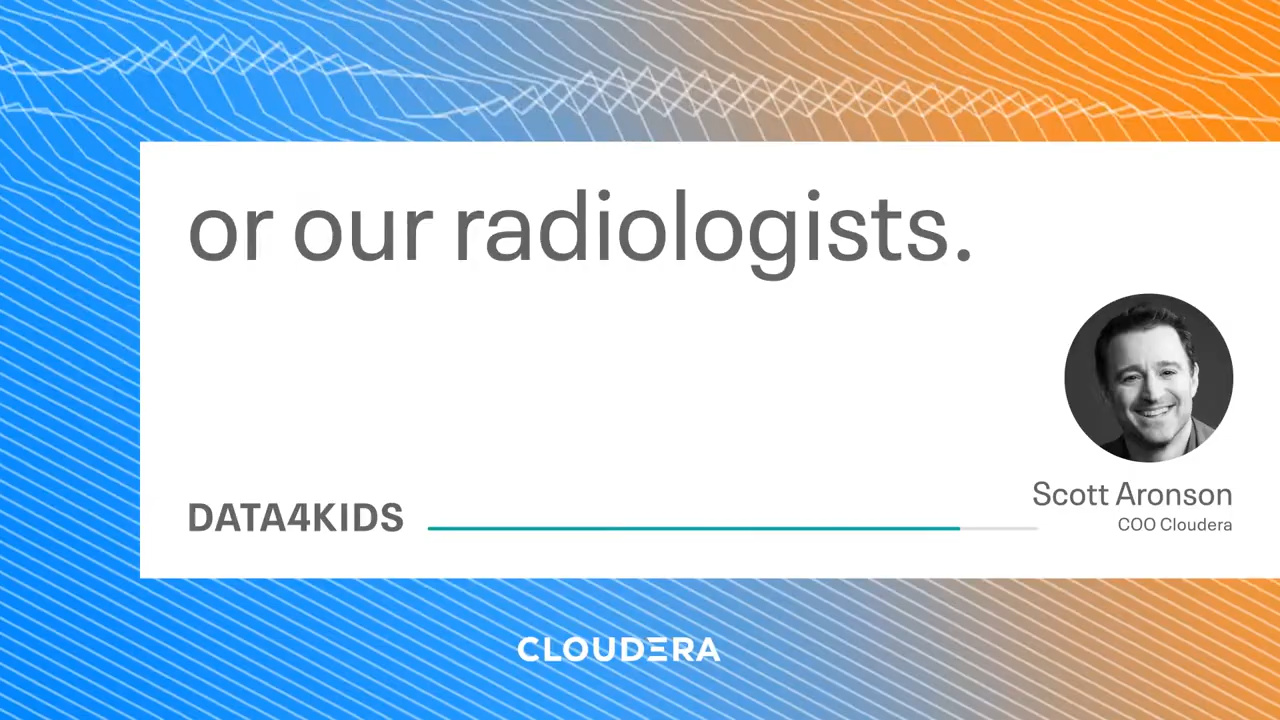 or our radiologists.
Scott Aronson
COO Cloudera
DATA4KIDS
CLOUDERA